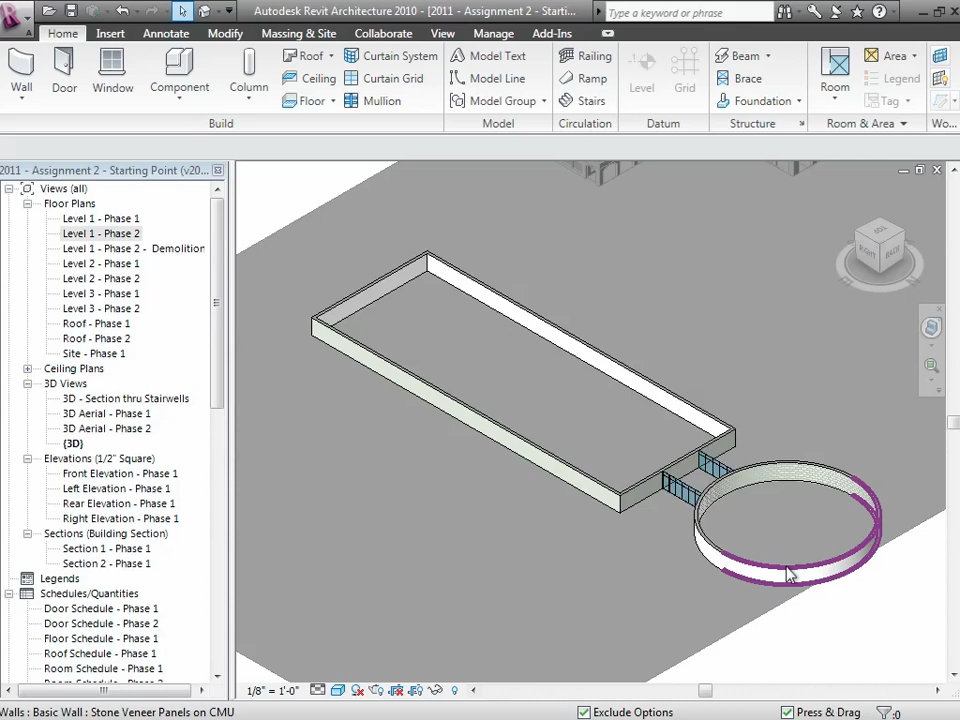 Autodesk Revit Architecture 2010 - [2011 - Assignment 2 - Starti...
Type a keyword or phrase
Home Insert Annotate Modify Massing & Site Collaborate View Manage Add-Ins
Wall Door Window Component Column
Roof Ceiling Floor
Curtain System Curtain Grid Mullion
Model Text Model Line Model Group
Railing Ramp Stairs
Level Grid
Beam Brace Foundation
Room
Area Legend Tag
Build Model Circulation Datum Structure Room & Area Wo...
2011 - Assignment 2 - Starting Point (v20...
Views (all)
Floor Plans
Level 1 - Phase 1
Level 1 - Phase 2
Level 1 - Phase 2 - Demolition
Level 2 - Phase 1
Level 2 - Phase 2
Level 3 - Phase 1
Level 3 - Phase 2
Roof - Phase 1
Roof - Phase 2
Site - Phase 1
Ceiling Plans
3D Views
3D - Section thru Stairwells
3D Aerial - Phase 1
3D Aerial - Phase 2
{3D}
Elevations (1/2" Square)
Front Elevation - Phase 1
Left Elevation - Phase 1
Rear Elevation - Phase 1
Right Elevation - Phase 1
Sections (Building Section)
Section 1 - Phase 1
Section 2 - Phase 1
Legends
Schedules/Quantities
Door Schedule - Phase 1
Door Schedule - Phase 2
Floor Schedule - Phase 1
Roof Schedule - Phase 1
Room Schedule - Phase 1
TOP
RIGHT BACK
1/8" = 1'-0"
Walls : Basic Wall : Stone Veneer Panels on CMU
Exclude Options
Press & Drag
:0